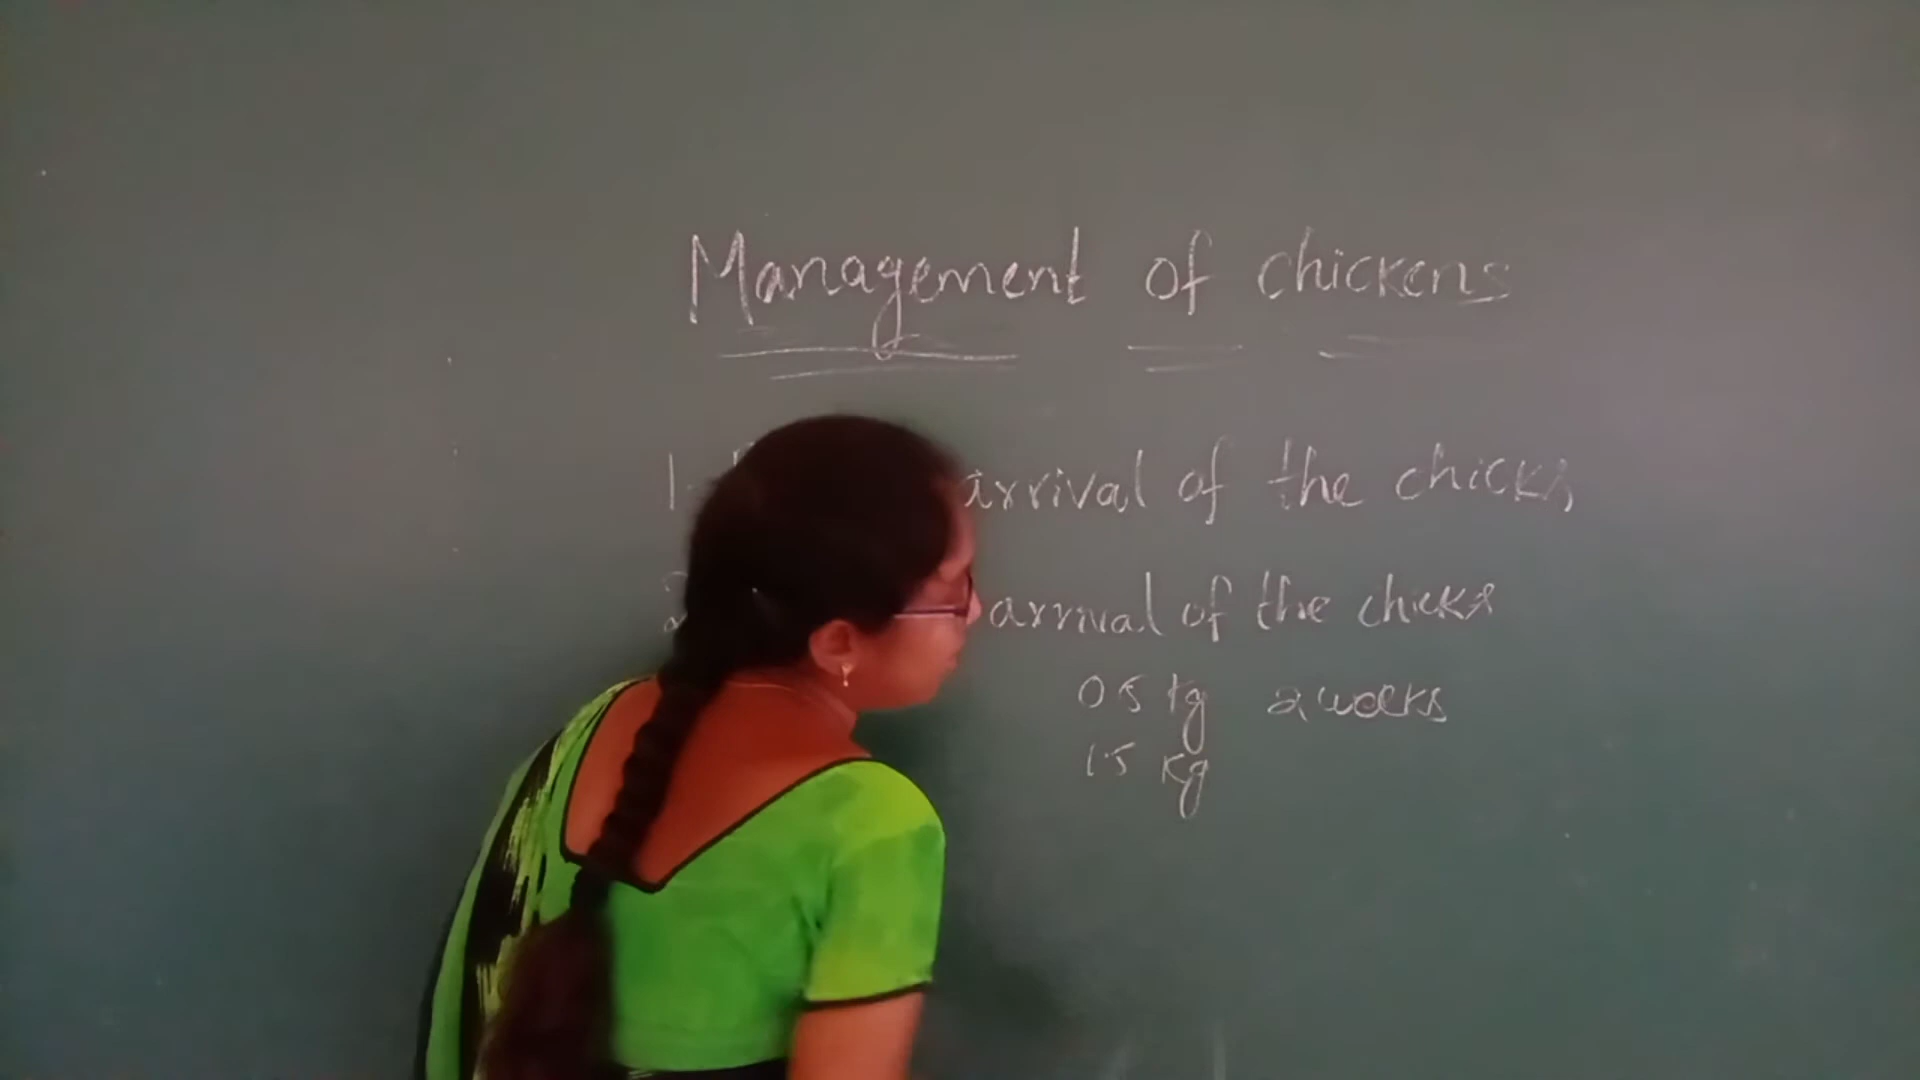 Management of chickens
1. arrival of the chicks,
2. arrival of the chicks
0.5 kg 2 weeks
1.5 kg